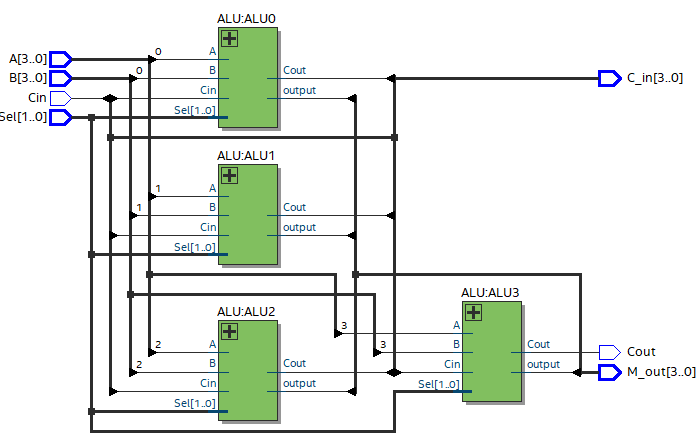 ALU:ALU0
A[3..0]
0
A
B[3..0]
0
B
Cout
C_in[3..0]
Cin
Cin
output
Sel[1..0]
Sel[1..0]
ALU:ALU1
1
A
1
B
Cout
Cin
output
Sel[1..0]
ALU:ALU2
ALU:ALU3
2
A
3
A
2
B
Cout
3
B
Cout
Cout
Cin
output
Cin
output
M_out[3..0]
Sel[1..0]
Sel[1..0]